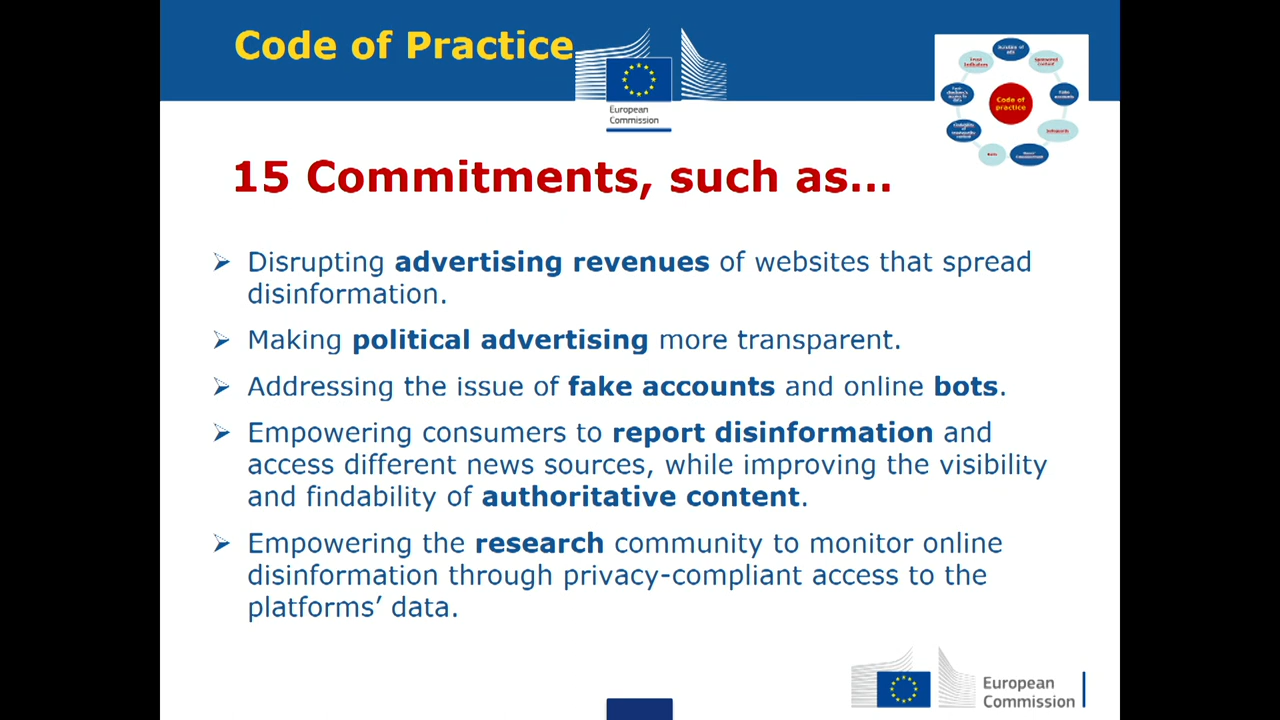 Code of Practice
European
Commission
Code of
practice
15 Commitments, such as...
Disrupting advertising revenues of websites that spread
disinformation.
Making political advertising more transparent.
Addressing the issue of fake accounts and online bots.
Empowering consumers to report disinformation and
access different news sources, while improving the visibility
and findability of authoritative content.
Empowering the research community to monitor online
disinformation through privacy-compliant access to the
platforms’ data.
European
Commission